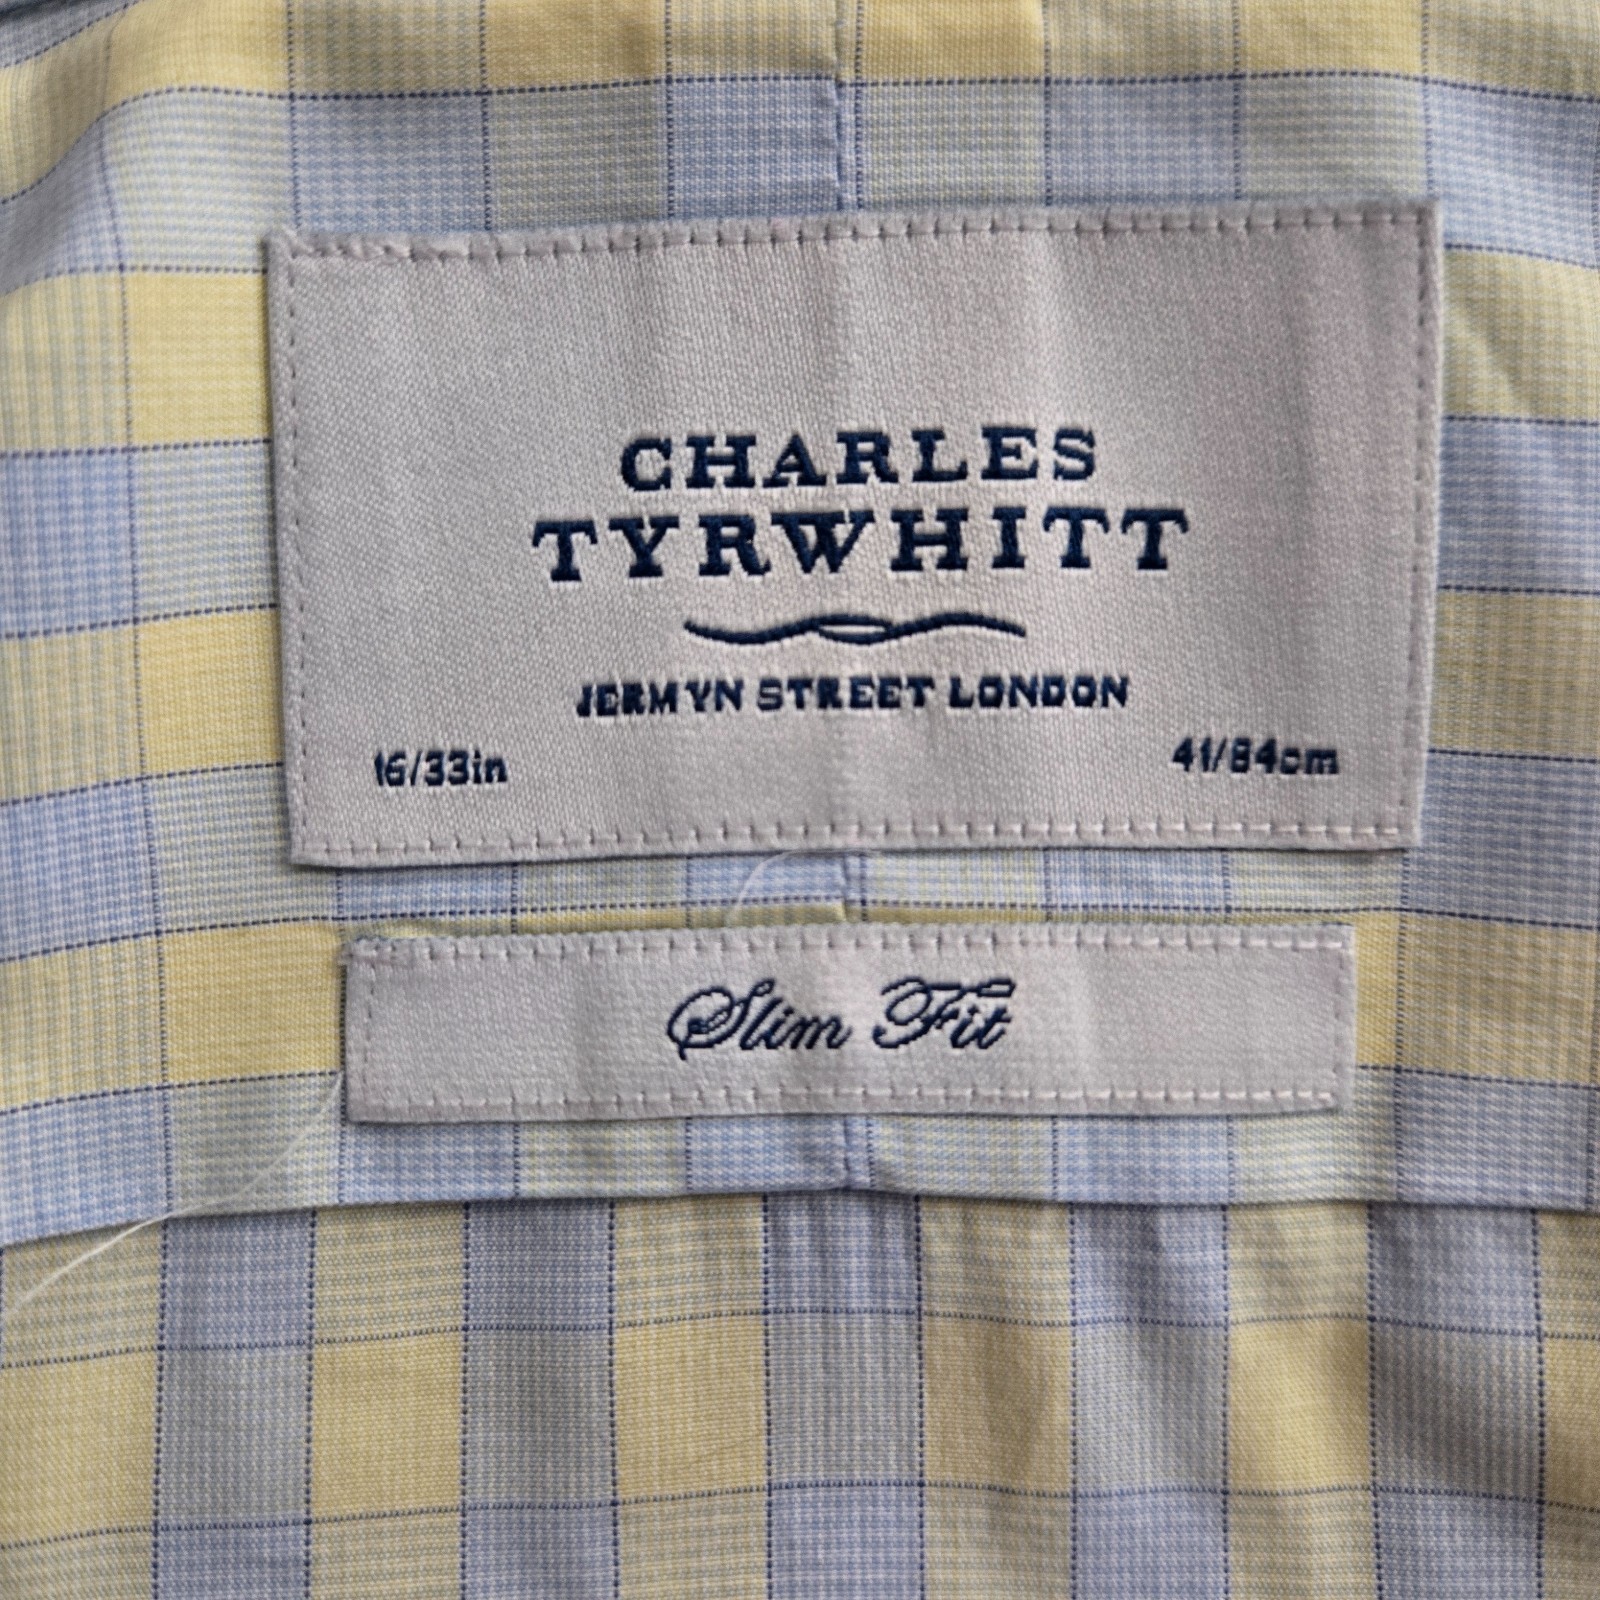 CHARLES
TYRWHITT
JERMYN STREET LONDON
16/33in 41/84cm
Slim Fit